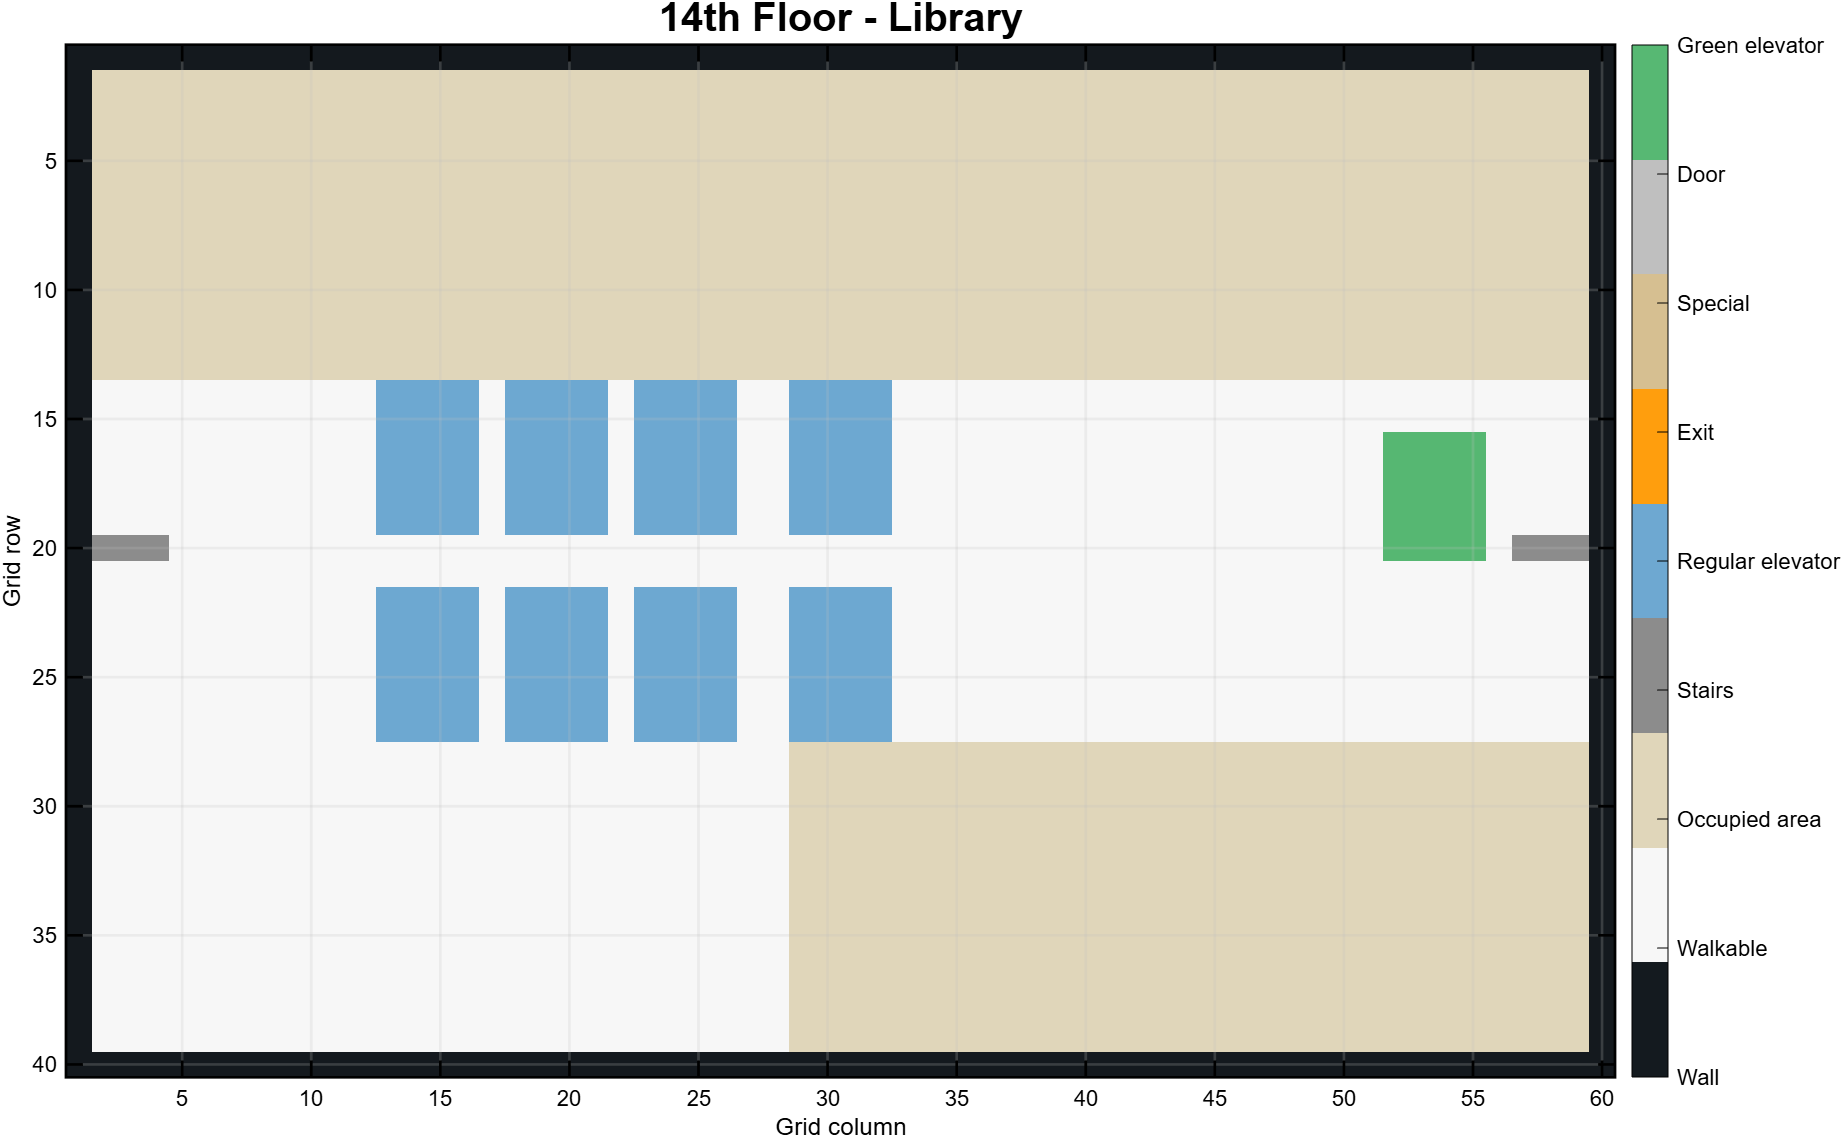 14th Floor - Library
Green elevator
Door
Special
Exit
Regular elevator
Stairs
Occupied area
Walkable
Wall
Grid row
5
10
15
20
25
30
35
40
5 10 15 20 25 30 35 40 45 50 55 60
Grid column